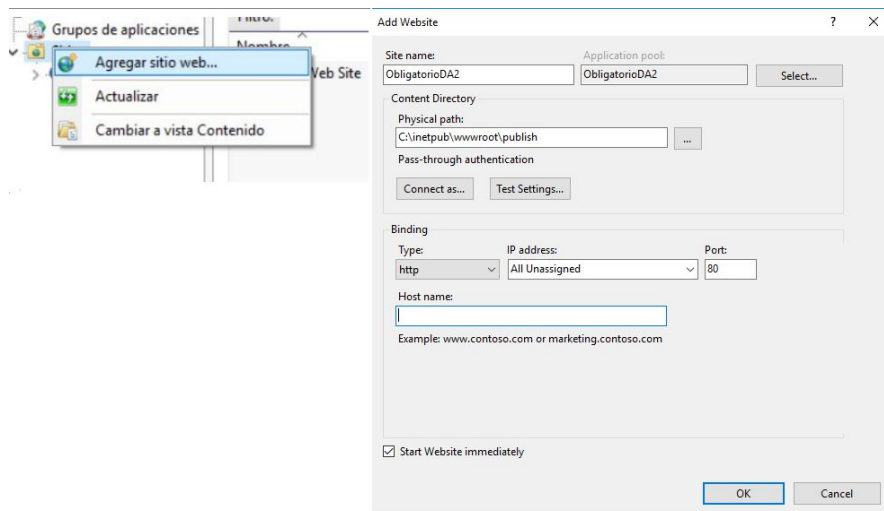 Filtro:
Grupos de aplicaciones
Nombre
Agregar sitio web...
Web Site
Actualizar
Cambiar a vista Contenido
Add Website
?
Site name:
Application pool:
ObligatorioDA2
ObligatorioDA2
Select...
Content Directory
Physical path:
C:\inetpub\wwwroot\publish
...
Pass-through authentication
Connect as...
Test Settings...
Binding
Type:
IP address:
Port:
http
All Unassigned
80
Host name:
Example: www.contoso.com or marketing.contoso.com
Start Website immediately
OK
Cancel